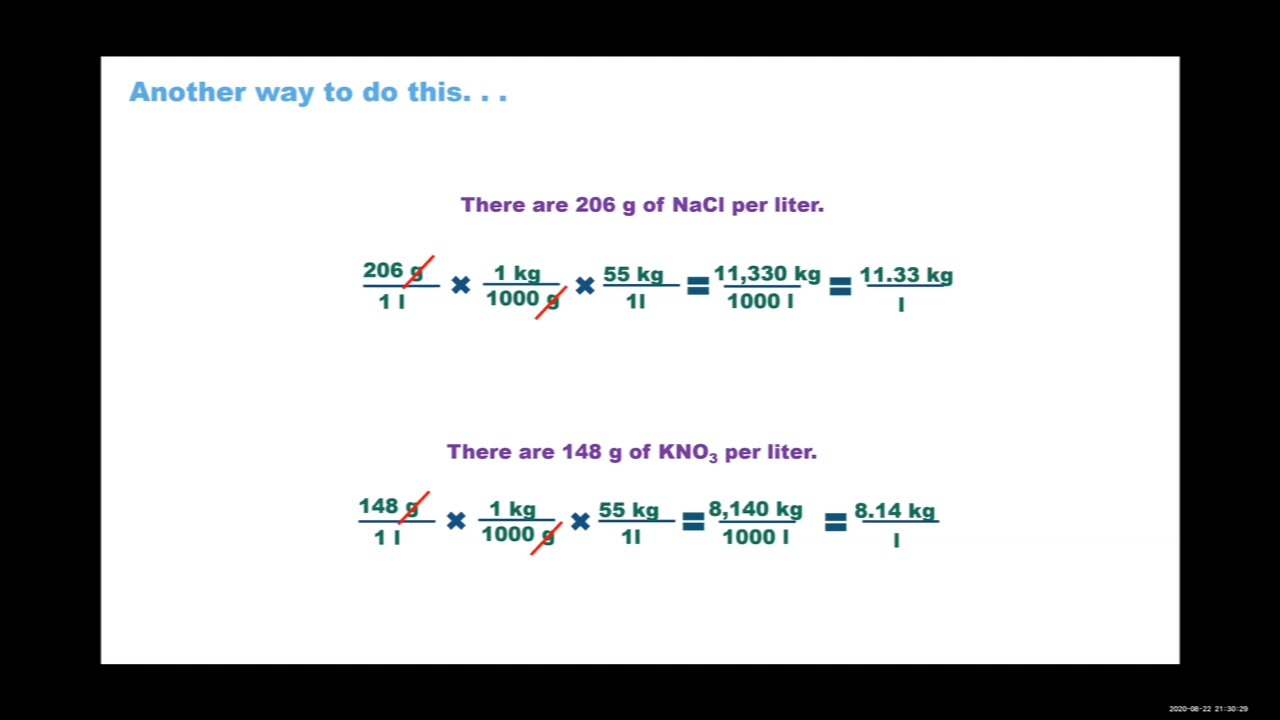 Another way to do this. . .
There are 206 g of NaCl per liter.
206 g / 1 l ✖ 1 kg / 1000 g ✖ 55 kg / 1l = 11,330 kg / 1000 l = 11.33 kg / l
There are 148 g of KNO₃ per liter.
148 g / 1 l ✖ 1 kg / 1000 g ✖ 55 kg / 1l = 8,140 kg / 1000 l = 8.14 kg / l
2020-08-22 21:30:29